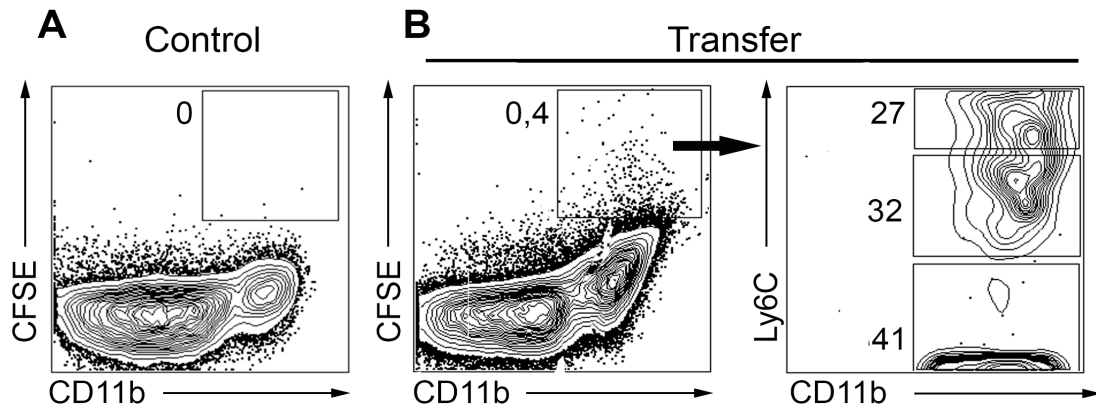 A
Control
0
CFSE
CD11b
B
Transfer
0,4
CFSE
CD11b
27
32
41
Ly6C
CD11b